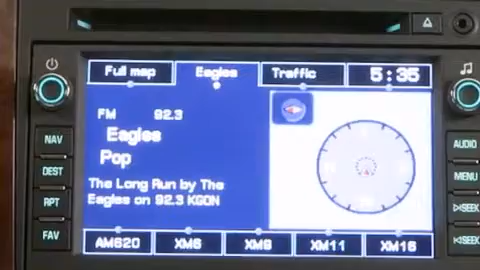 Full map Eagles Traffic 5:35
FM 92.3
Eagles
Pop
The Long Run by The
Eagles on 92.3 KGON
AM620 XM6 XM9 XM11 XM16
NAV
DEST
RPT
FAV
AUDIO
MENU
SEEK
SEEK